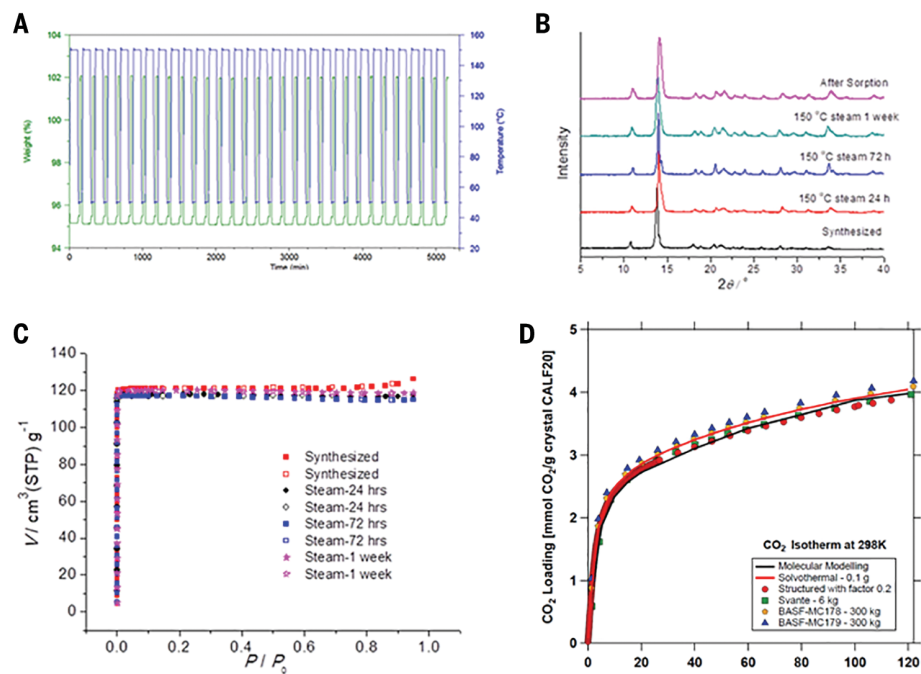 A
104
102
100
98
96
94
Weight (%)
160
140
120
100
80
60
40
20
Temperature (°C)
0
1000
2000
3000
4000
5000
Time (min)
B
After Sorption
150 °C steam 1 week
150 °C steam 72 h
150 °C steam 24 h
Synthesized
Intensity
5
10
15
20
25
30
35
40
2θ/°
C
140
120
100
80
60
40
20
0
V/ cm³(STP) g⁻¹
Synthesized
Synthesized
Steam-24 hrs
Steam-24 hrs
Steam-72 hrs
Steam-72 hrs
Steam-1 week
Steam-1 week
0.0
0.2
0.4
0.6
0.8
1.0
P / P₀
D
5
4
3
2
1
0
CO₂ Loading [mmol CO₂/g crystal CALF20]
CO₂ Isotherm at 298K
Molecular Modelling
Solvothermal - 0.1 g
Structured with factor 0.2
Svante - 6 kg
BASF-MC178 - 300 kg
BASF-MC179 - 300 kg
0
20
40
60
80
100
120